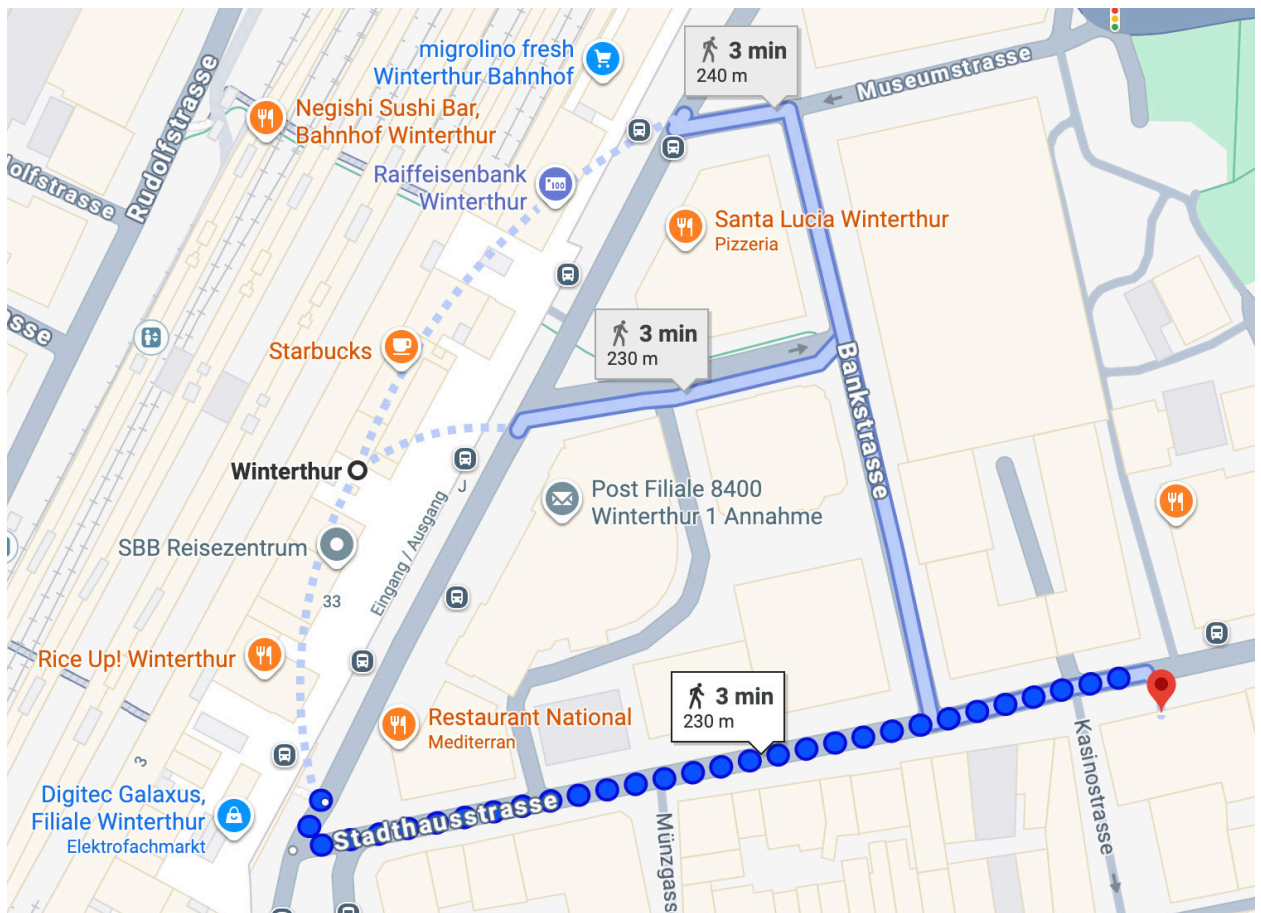 migrolino fresh
Winterthur Bahnhof
3 min
240 m
Museumstrasse
Rudolfstrasse
Negishi Sushi Bar,
Bahnhof Winterthur
Raiffeisenbank
Winterthur
100
olfstrasse
Santa Lucia Winterthur
Pizzeria
sse
3 min
230 m
Starbucks
Bankstrasse
Winterthur
J
Post Filiale 8400
Winterthur 1 Annahme
Eingang / Ausgang
SBB Reisezentrum
33
Rice Up! Winterthur
3 min
230 m
Restaurant National
Mediterran
3
Kasinostrasse
Digitec Galaxus,
Filiale Winterthur
Elektrofachmarkt
Stadthausstrasse
Münzgass